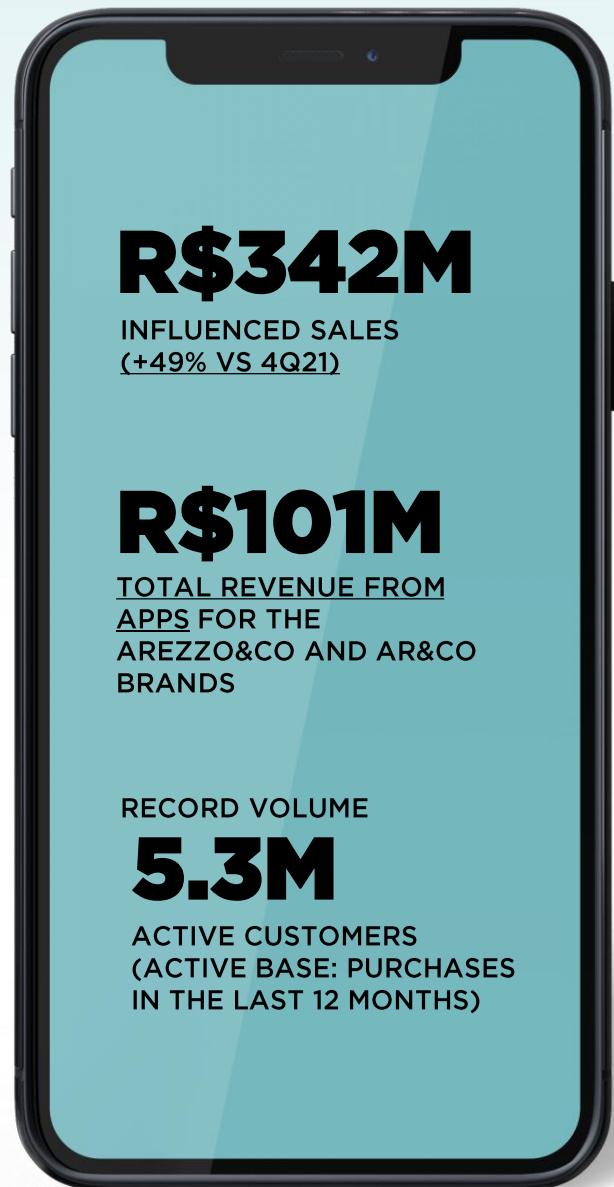 R$342M
INFLUENCED SALES
(+49% VS 4Q21)
R$101M
TOTAL REVENUE FROM
APPS FOR THE
AREZZO&CO AND AR&CO
BRANDS
RECORD VOLUME
5.3M
ACTIVE CUSTOMERS
(ACTIVE BASE: PURCHASES
IN THE LAST 12 MONTHS)